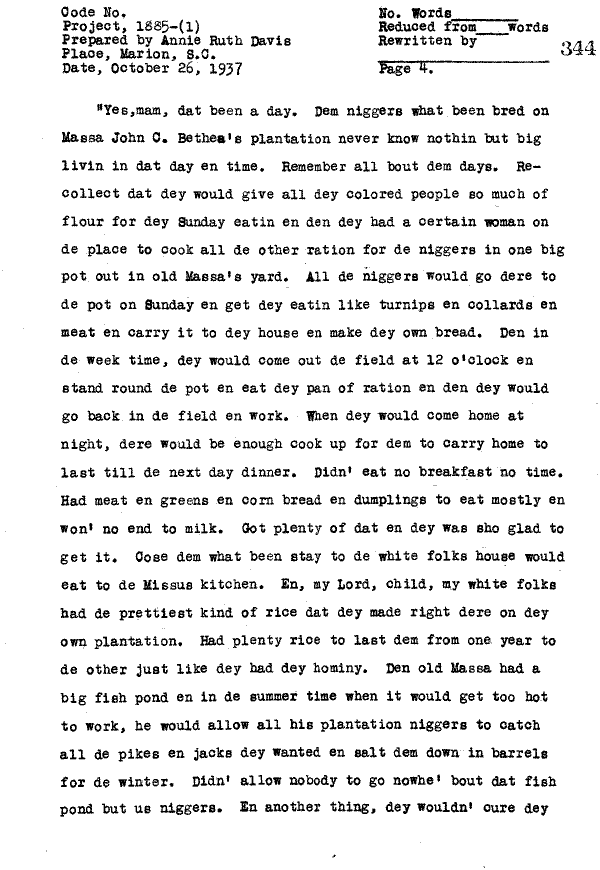 Code No.
No. Words
Project, 1885-(1)
Reduced from words
Prepared by Annie Ruth Davis
Rewritten by
Place, Marion, S.C.
344
Date, October 26, 1937
Page 4.
"Yes,mam, dat been a day. Dem niggers what been bred on
Massa John C. Bethea's plantation never know nothin but big
livin in dat day en time. Remember all bout dem days. Re-
collect dat dey would give all dey colored people so much of
flour for dey Sunday eatin en den dey had a certain woman on
de place to cook all de other ration for de niggers in one big
pot out in old Massa's yard. All de niggers would go dere to
de pot on Sunday en get dey eatin like turnips en collards en
meat en carry it to dey house en make dey own bread. Den in
de week time, dey would come out de field at 12 o'clock en
stand round de pot en eat dey pan of ration en den dey would
go back in de field en work. When dey would come home at
night, dere would be enough cook up for dem to carry home to
last till de next day dinner. Didn' eat no breakfast no time.
Had meat en greens en corn bread en dumplings to eat mostly en
won' no end to milk. Got plenty of dat en dey was sho glad to
get it. Cose dem what been stay to de white folks house would
eat to de Missus kitchen. En, my Lord, child, my white folks
had de prettiest kind of rice dat dey made right dere on dey
own plantation. Had plenty rice to last dem from one year to
de other just like dey had dey hominy. Den old Massa had a
big fish pond en in de summer time when it would get too hot
to work, he would allow all his plantation niggers to catch
all de pikes en jacks dey wanted en salt dem down in barrels
for de winter. Didn' allow nobody to go nowhe' bout dat fish
pond but us niggers. En another thing, dey wouldn' cure dey